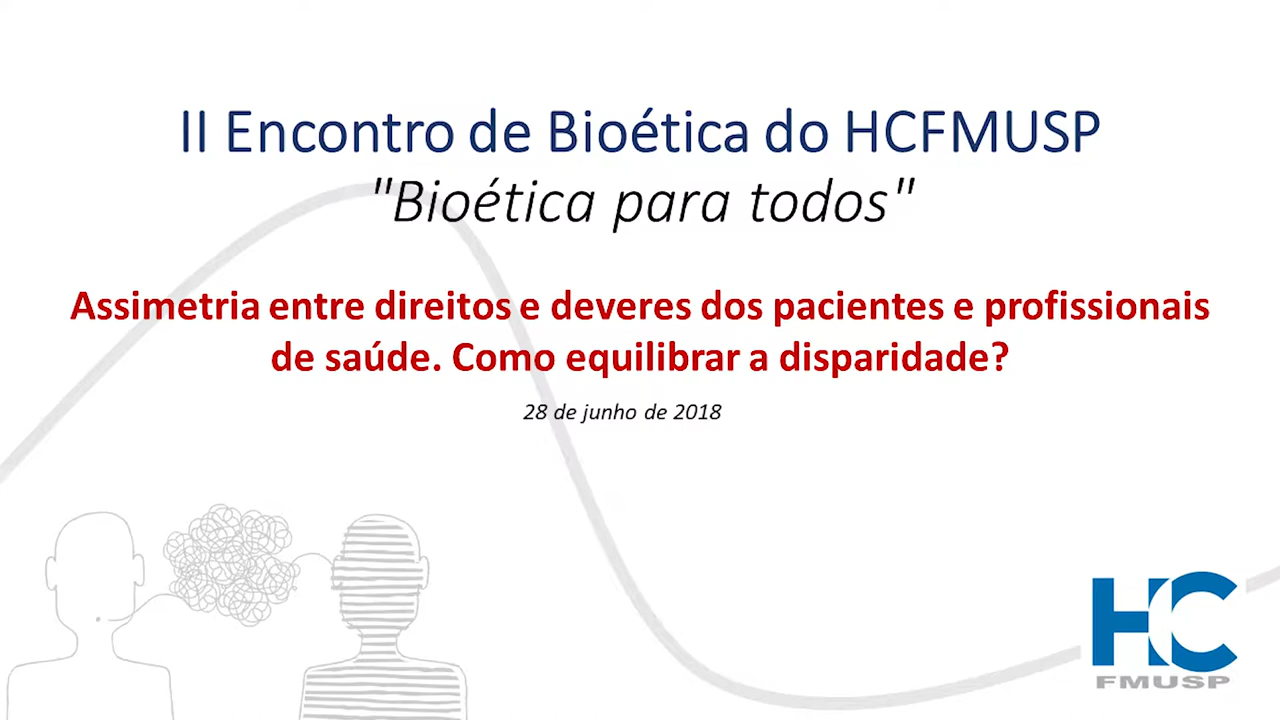 II Encontro de Bioética do HCFMUSP
"Bioética para todos"
Assimetria entre direitos e deveres dos pacientes e profissionais
de saúde. Como equilibrar a disparidade?
28 de junho de 2018
HC
FMUSP